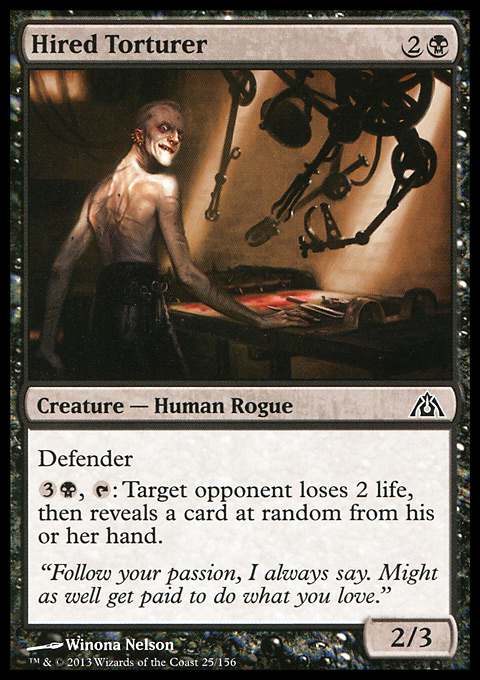 Hired Torturer 2
Creature — Human Rogue
Defender
3, : Target opponent loses 2 life,
then reveals a card at random from his
or her hand.
“Follow your passion, I always say. Might
as well get paid to do what you love.”
Winona Nelson
2/3
™ & © 2013 Wizards of the Coast 25/156